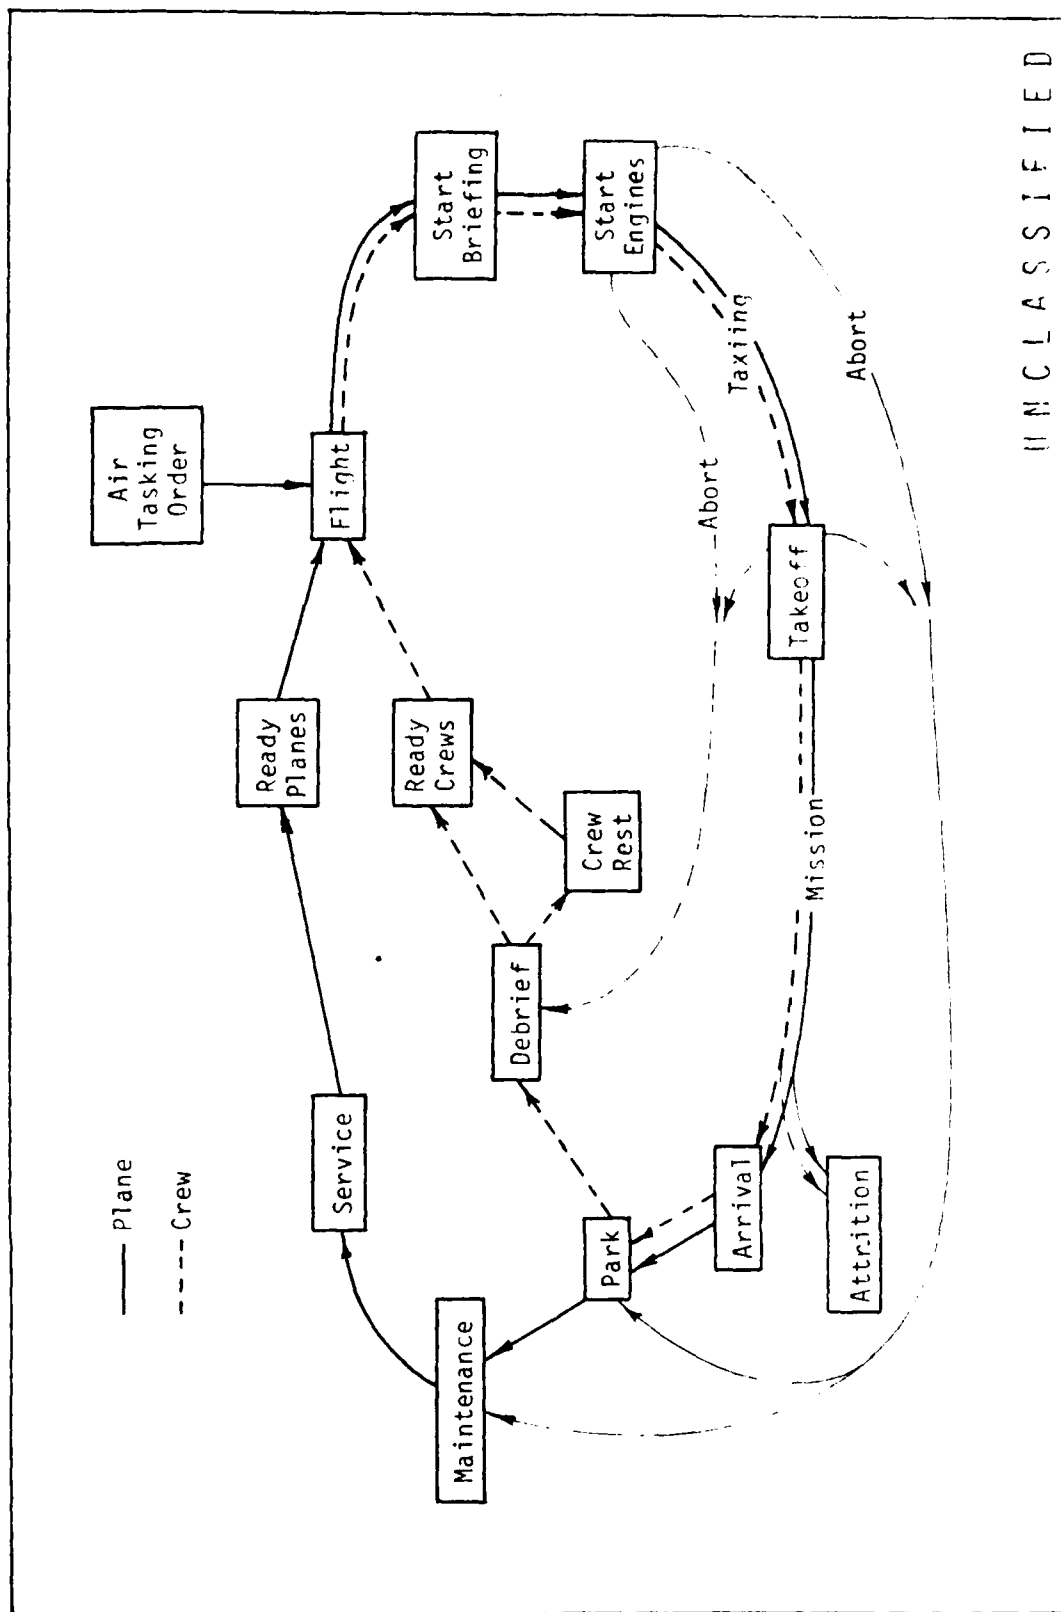 Plane
Crew
Air
Tasking
Order
Flight
Start
Briefing
Start
Engines
Taxiing
Abort
Abort
Takeoff
Mission
Ready
Planes
Ready
Crews
Crew
Rest
Debrief
Service
Maintenance
Park
Arrival
Attrition
UNCLASSIFIED